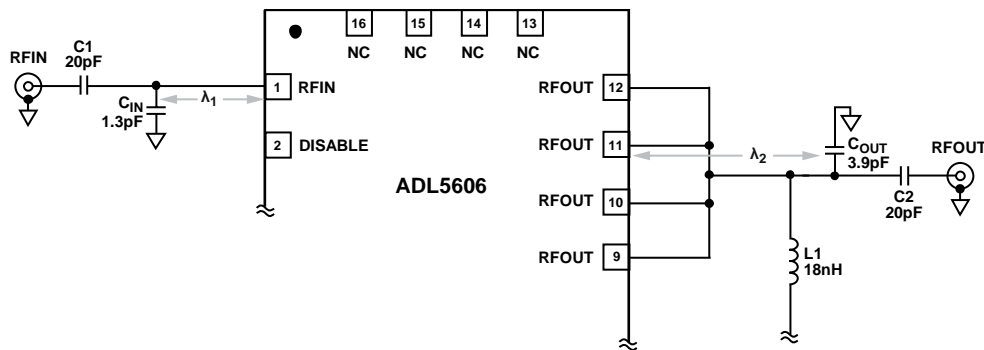 16 15 14 13
NC NC NC NC
RFIN
C1
20pF
1 RFIN
CIN
1.3pF
λ1
2 DISABLE
ADL5606
RFOUT 12
RFOUT 11
RFOUT 10
RFOUT 9
λ2
COUT
3.9pF
RFOUT
C2
20pF
L1
18nH